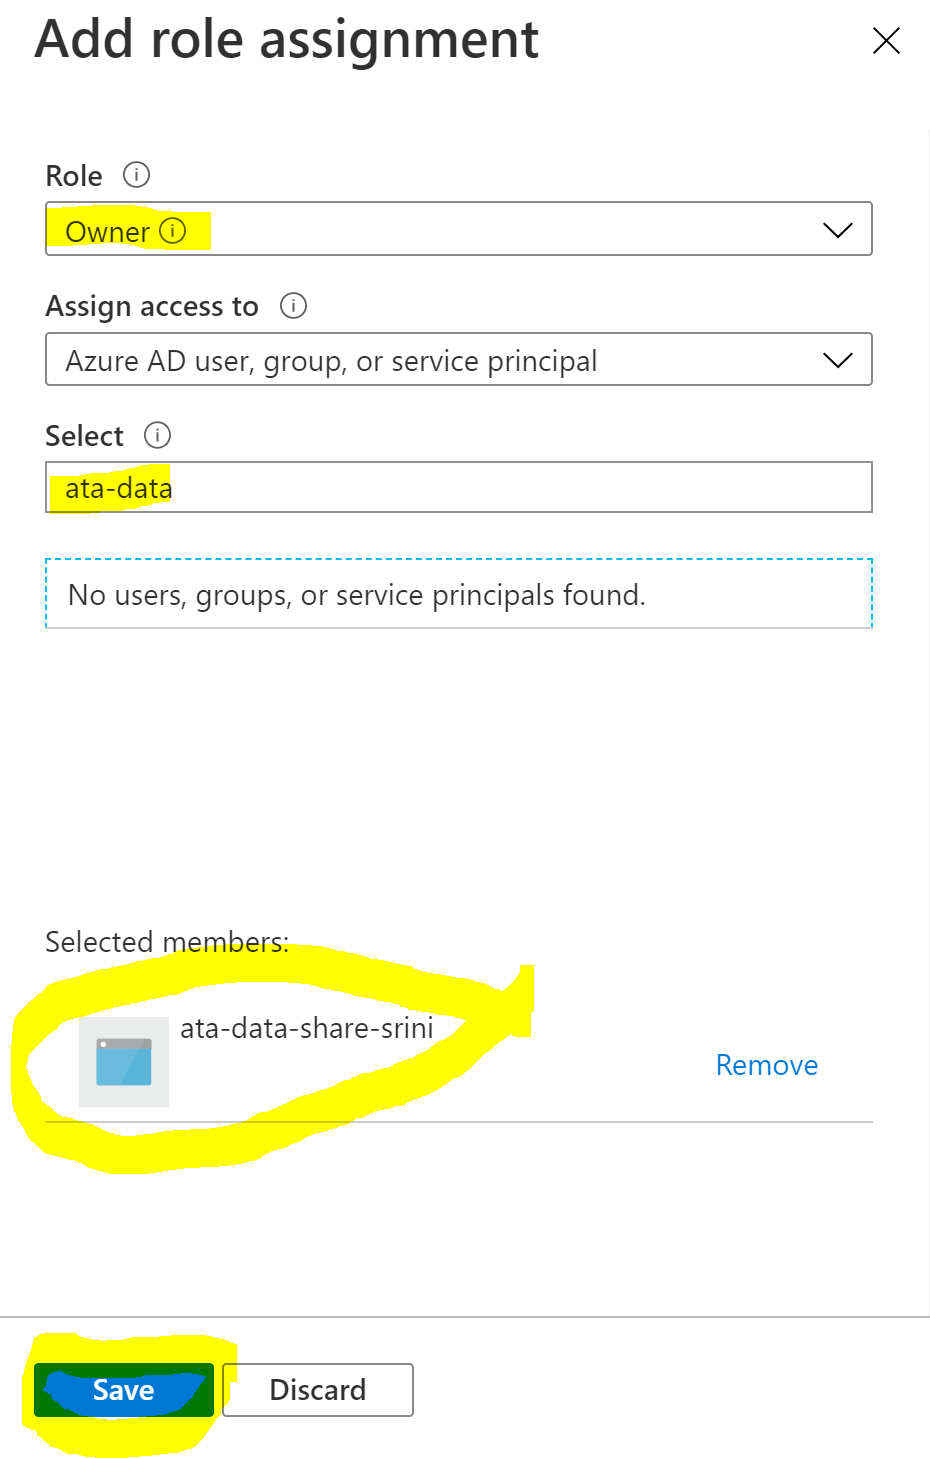 Add role assignment
Role
Owner
Assign access to
Azure AD user, group, or service principal
Select
ata-data
No users, groups, or service principals found.
Selected members:
ata-data-share-srini
Remove
Save Discard